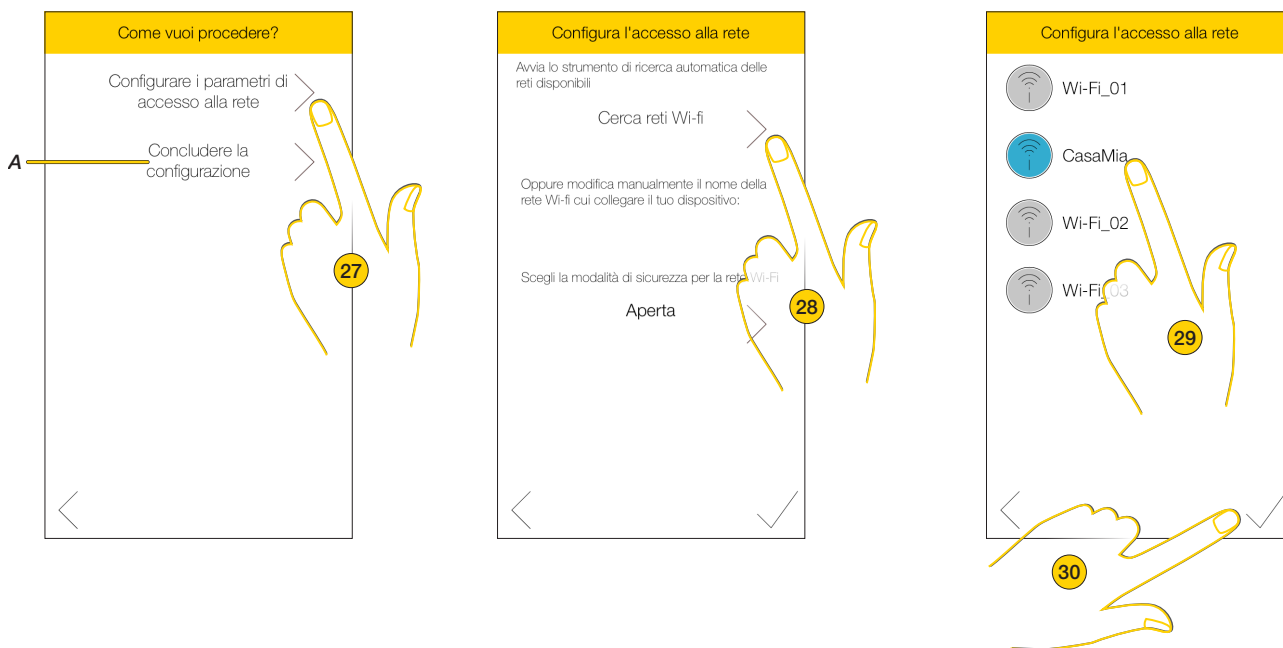 Come vuoi procedere?
Configurare i parametri di
accesso alla rete
A
Concludere la
configurazione
27
Configura l'accesso alla rete
Avvia lo strumento di ricerca automatica delle
reti disponibili
Cerca reti Wi-fi
Oppure modifica manualmente il nome della
rete Wi-fi cui collegare il tuo dispositivo:
Scegli la modalità di sicurezza per la rete Wi-Fi
Aperta
28
Configura l'accesso alla rete
Wi-Fi_01
CasaMia
Wi-Fi_02
Wi-Fi_03
29
30